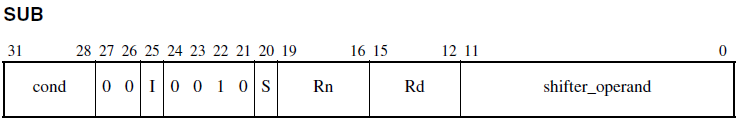 SUB
31 28 27 26 25 24 23 22 21 20 19 16 15 12 11 0
cond 0 0 I 0 0 1 0 S Rn Rd shifter_operand